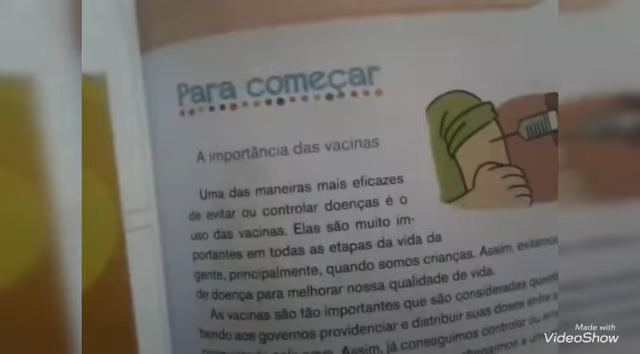 Para começar
A importância das vacinas
Uma das maneiras mais eficazes
de evitar ou controlar doenças é o
uso das vacinas. Elas são muito im-
portantes em todas as etapas da vida da
gente, principalmente, quando somos crianças. Assim, evitamos
de doença para melhorar nossa qualidade de vida.
As vacinas são tão importantes que são consideradas
bendo aos governos providenciar e distribuir suas doses entre
Assim, já conseguimos controlar ou
Made with
VideoShow